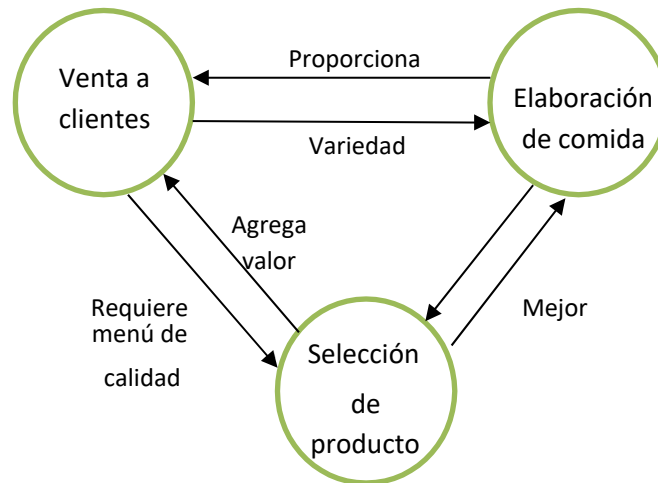 Proporciona
Venta a
clientes
Elaboración
de comida
Variedad
Agrega
valor
Requiere
menú de
calidad
Mejor
Selección
de
producto